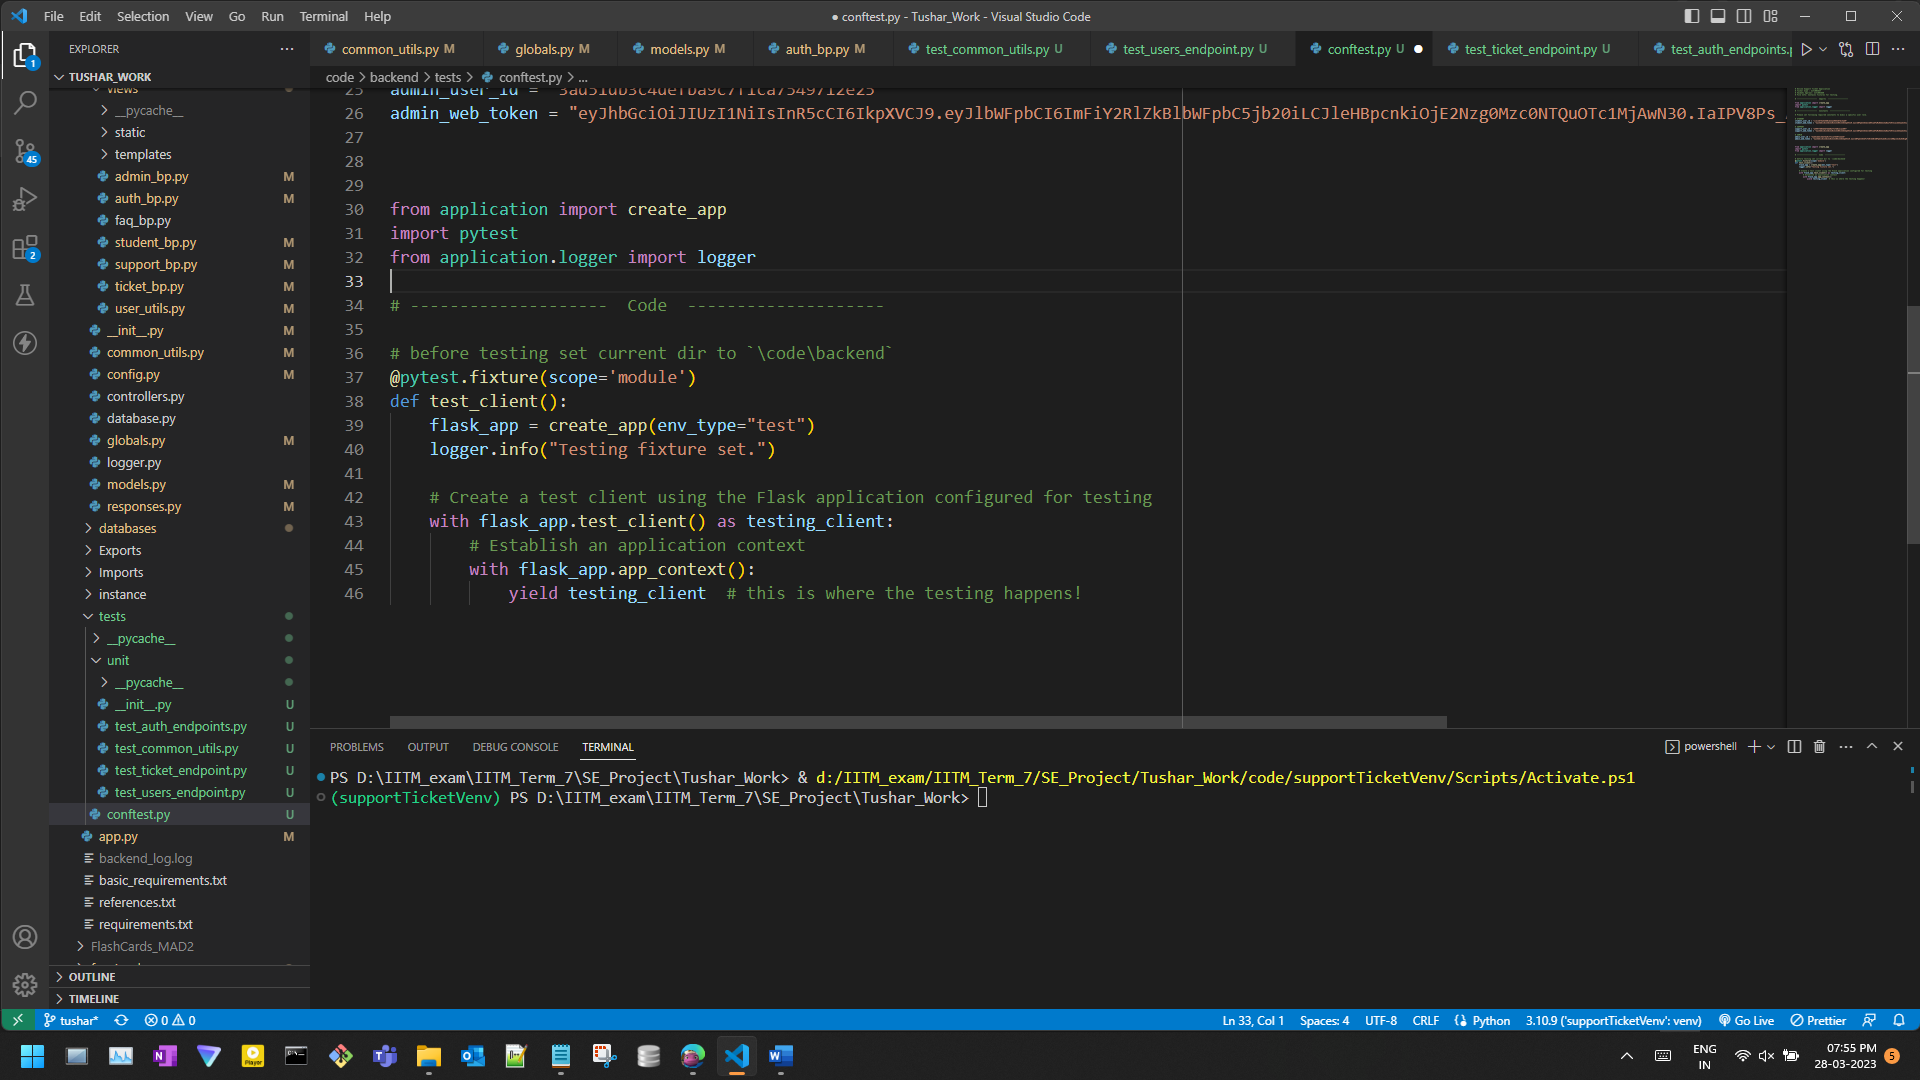 File Edit Selection View Go Run Terminal Help
● conftest.py - Tushar_Work - Visual Studio Code
EXPLORER
TUSHAR_WORK
views
__pycache__
static
templates
admin_bp.py M
auth_bp.py M
faq_bp.py
student_bp.py M
support_bp.py M
ticket_bp.py M
user_utils.py M
__init__.py M
common_utils.py M
config.py M
controllers.py
database.py
globals.py M
logger.py
models.py M
responses.py M
databases
Exports
Imports
instance
tests
__pycache__
unit
__pycache__
__init__.py U
test_auth_endpoints.py U
test_common_utils.py U
test_ticket_endpoint.py U
test_users_endpoint.py U
conftest.py U
app.py M
backend_log.log
basic_requirements.txt
references.txt
requirements.txt
FlashCards_MAD2
OUTLINE
TIMELINE
1
45
2
common_utils.py M globals.py M models.py M auth_bp.py M test_common_utils.py U test_users_endpoint.py U conftest.py U test_ticket_endpoint.py U test_auth_endpoints.
code > backend > tests > conftest.py > ...
26 admin_web_token = "eyJhbGciOiJIUzI1NiIsInR5cCI6IkpXVCJ9.eyJlbWFpbCI6ImFiY2RlZkBlbWFpbC5jb20iLCJleHBpcnkiOjE2Nzg0Mzc0NTQuOTc1MjAwN30.IaIPV8Ps_
27
28
29
30 from application import create_app
31 import pytest
32 from application.logger import logger
33
34 # -------------------- Code --------------------
35
36 # before testing set current dir to `\code\backend`
37 @pytest.fixture(scope='module')
38 def test_client():
39 flask_app = create_app(env_type="test")
40 logger.info("Testing fixture set.")
41
42 # Create a test client using the Flask application configured for testing
43 with flask_app.test_client() as testing_client:
44 # Establish an application context
45 with flask_app.app_context():
46 yield testing_client # this is where the testing happens!
PROBLEMS OUTPUT DEBUG CONSOLE TERMINAL
powershell
PS D:\IITM_exam\IITM_Term_7\SE_Project\Tushar_Work> & d:/IITM_exam/IITM_Term_7/SE_Project/Tushar_Work/code/supportTicketVenv/Scripts/Activate.ps1
(supportTicketVenv) PS D:\IITM_exam\IITM_Term_7\SE_Project\Tushar_Work>
tushar* 0 0 Ln 33, Col 1 Spaces: 4 UTF-8 CRLF Python 3.10.9 ('supportTicketVenv': venv) Go Live Prettier
ENG
IN
07:55 PM
28-03-2023
5